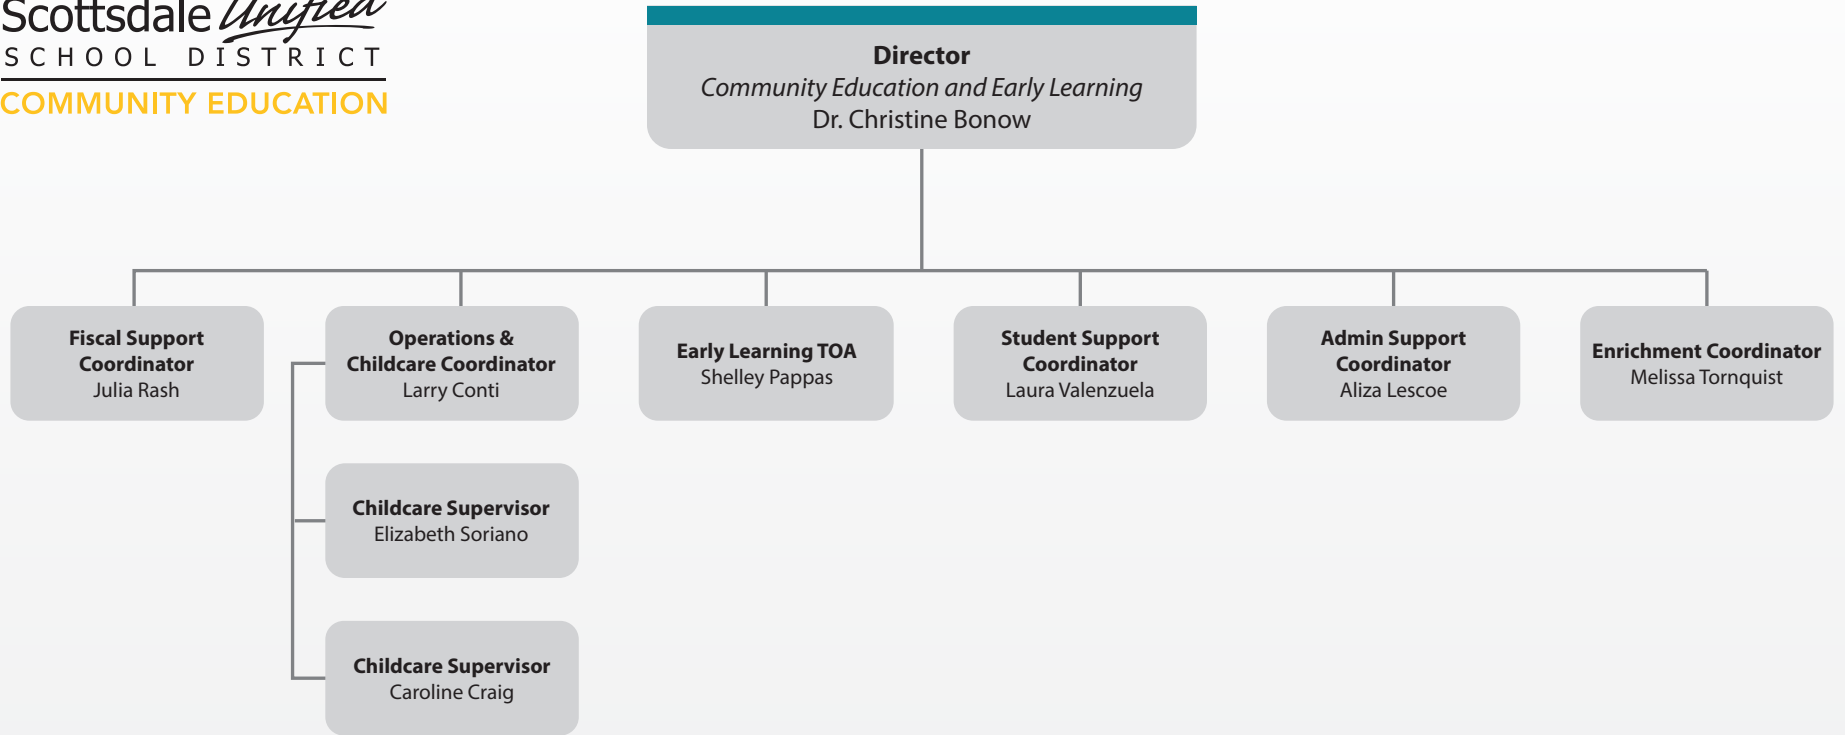 Scottsdale Unified
SCHOOL DISTRICT
COMMUNITY EDUCATION
Director
Community Education and Early Learning
Dr. Christine Bonow
Fiscal Support
Coordinator
Julia Rash
Operations &
Childcare Coordinator
Larry Conti
Early Learning TOA
Shelley Pappas
Student Support
Coordinator
Laura Valenzuela
Admin Support
Coordinator
Aliza Lescoe
Enrichment Coordinator
Melissa Tornquist
Childcare Supervisor
Elizabeth Soriano
Childcare Supervisor
Caroline Craig